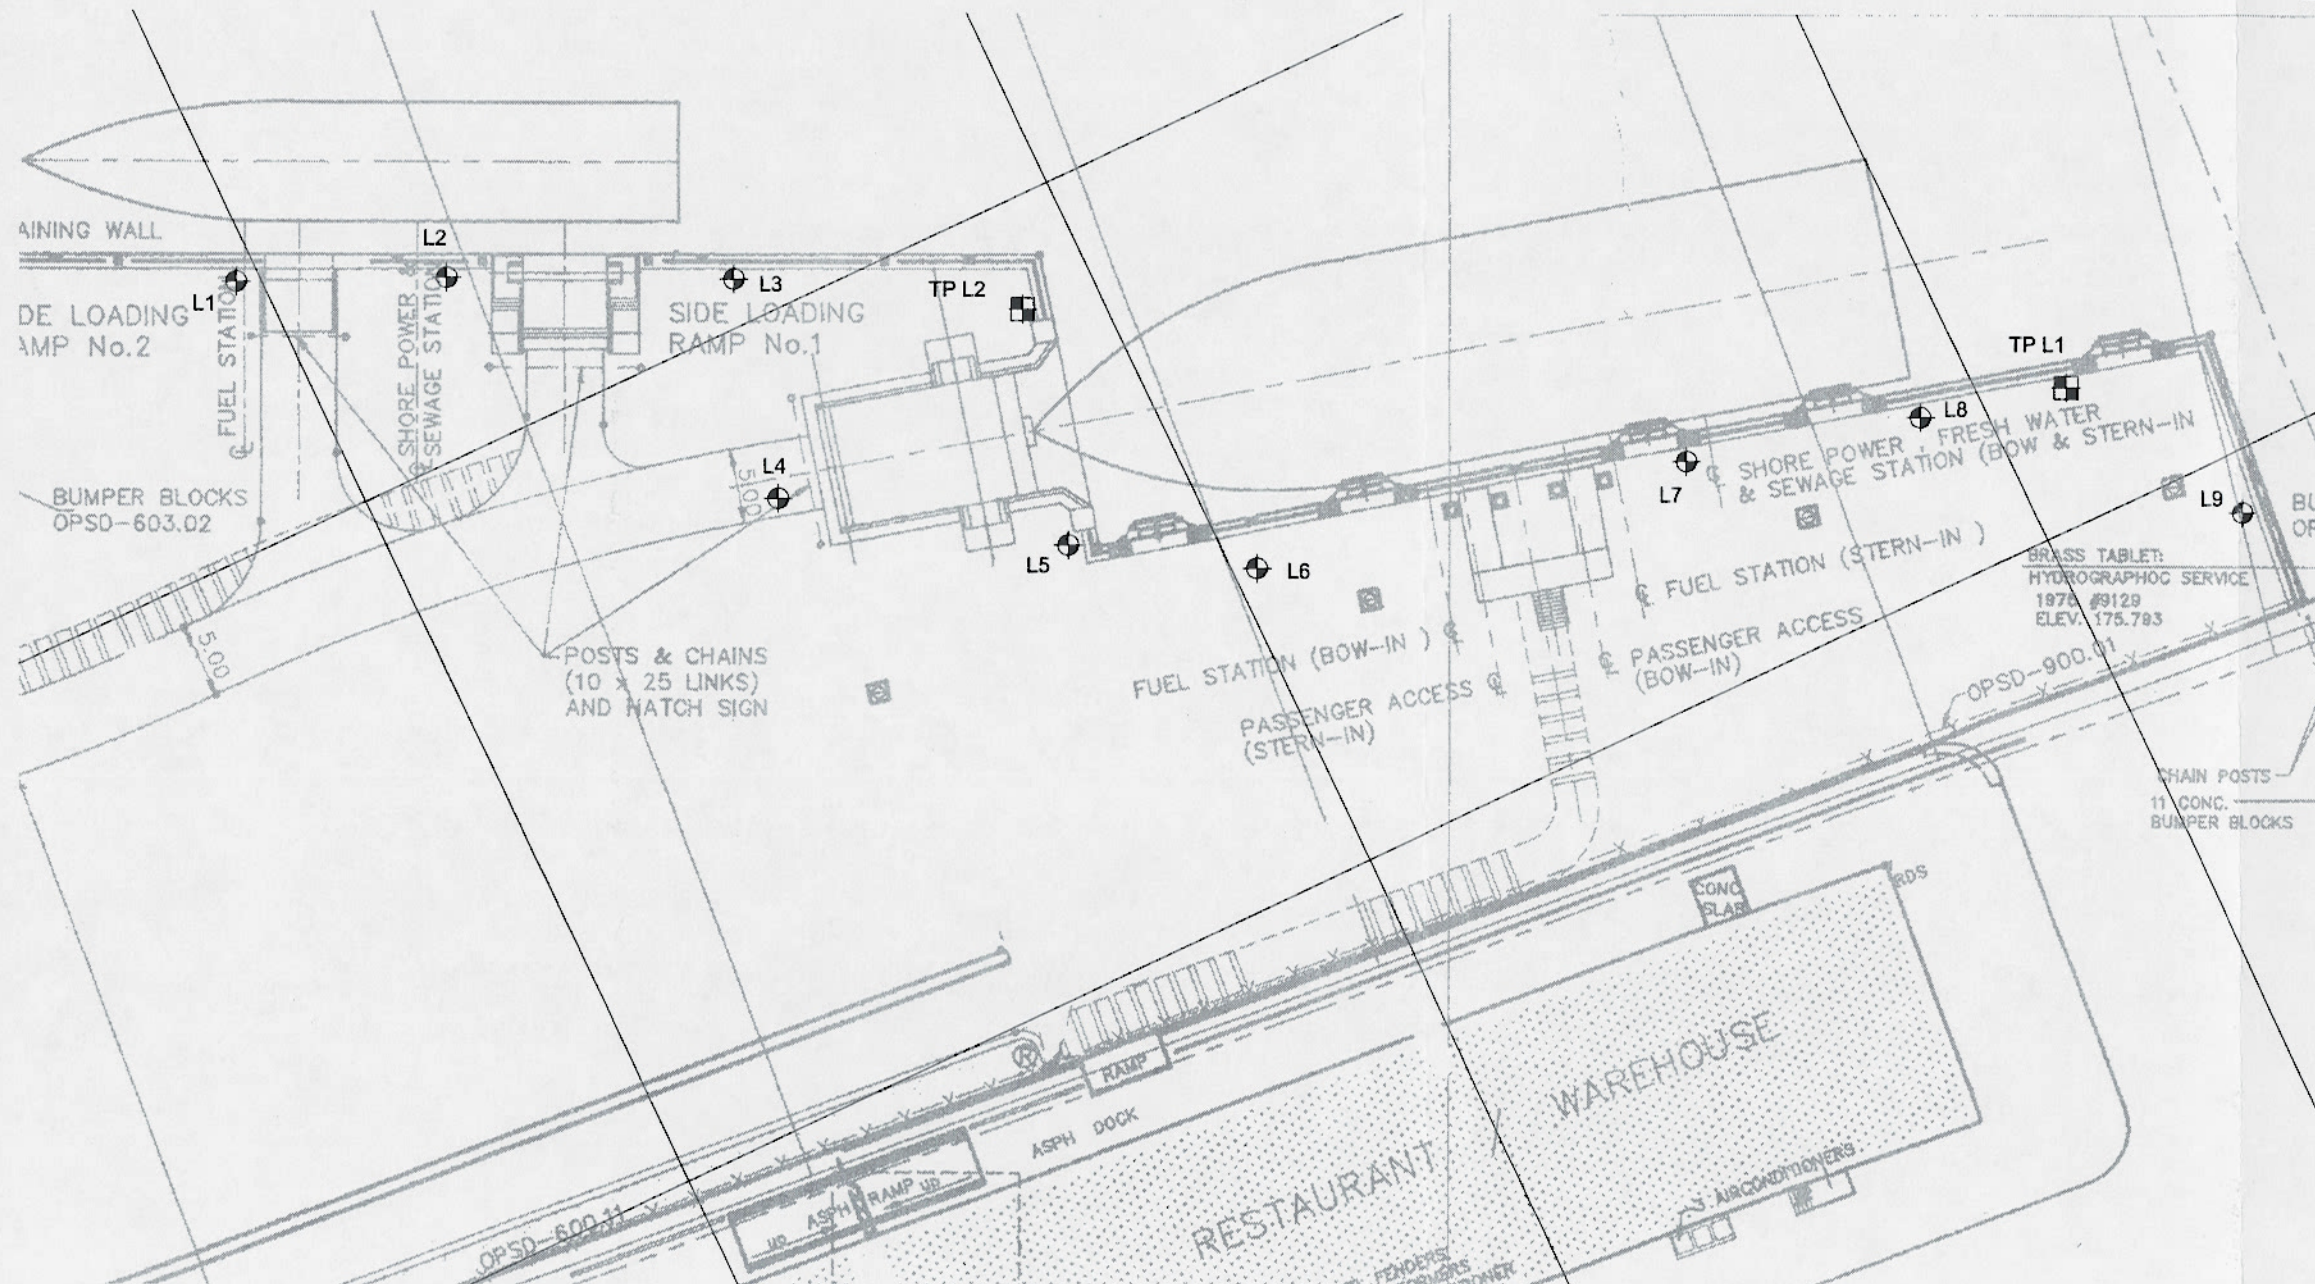 AINING WALL
L1
L2
L3
TP L2
DE LOADING
AMP No.2
FUEL STATION
SHORE POWER &
SEWAGE STATION
SIDE LOADING
RAMP No.1
BUMPER BLOCKS
OPSD-603.02
5.00
L4
5.00
L5
L6
L7
L8
TP L1
L9
SHORE POWER, FRESH WATER
& SEWAGE STATION (BOW & STERN-IN
BRASS TABLET:
HYDROGRAPHOC SERVICE
1975 #9129
ELEV. 175.793
FUEL STATION (STERN-IN )
PASSENGER ACCESS
(BOW-IN)
FUEL STATION (BOW-IN )
PASSENGER ACCESS
(STERN-IN)
POSTS & CHAINS
(10 x 25 LINKS)
AND HATCH SIGN
OPSD-900.01
CHAIN POSTS
11 CONC.
BUMPER BLOCKS
CONC
SLAB
RDS
R
RAMP
ASPH DOCK
ASPH
RAMP UP
UP
OPSD-600.11
RESTAURANT / WAREHOUSE
3 AIRCONDITIONERS
FENDERS